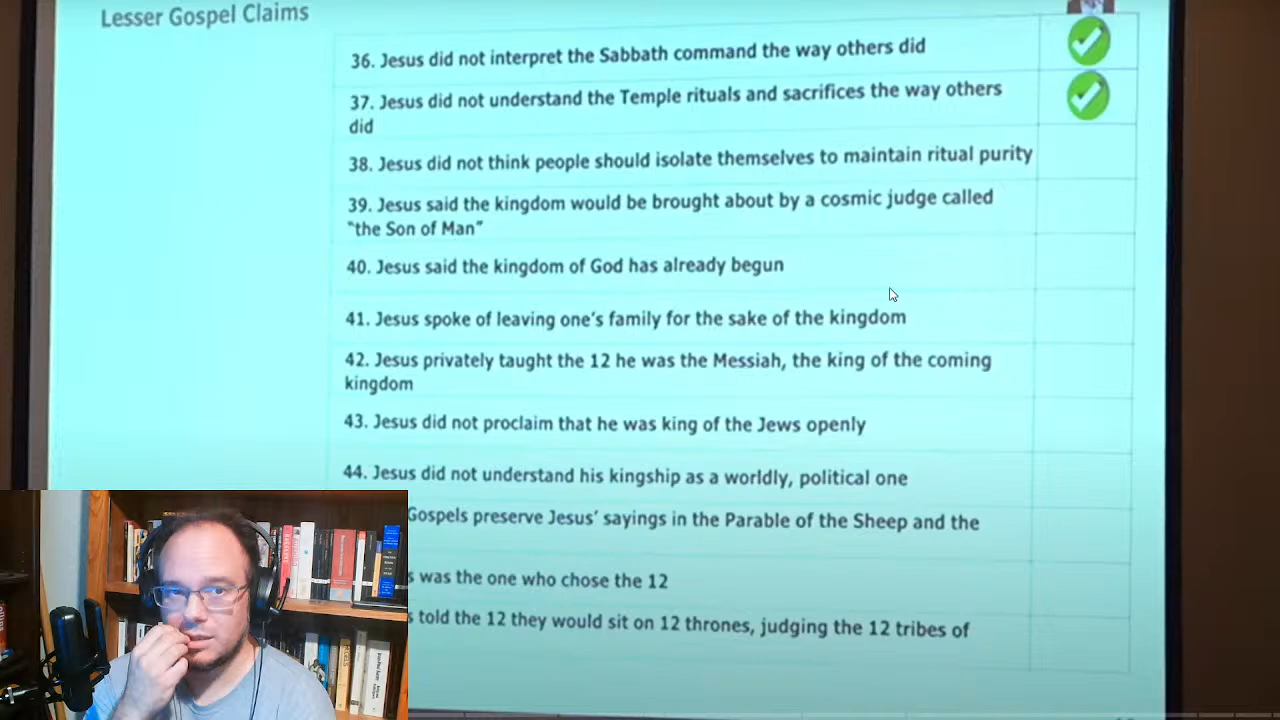 Lesser Gospel Claims
36. Jesus did not interpret the Sabbath command the way others did
37. Jesus did not understand the Temple rituals and sacrifices the way others
did
38. Jesus did not think people should isolate themselves to maintain ritual purity
39. Jesus said the kingdom would be brought about by a cosmic judge called
"the Son of Man"
40. Jesus said the kingdom of God has already begun
41. Jesus spoke of leaving one's family for the sake of the kingdom
42. Jesus privately taught the 12 he was the Messiah, the king of the coming
kingdom
43. Jesus did not proclaim that he was king of the Jews openly
44. Jesus did not understand his kingship as a worldly, political one
Gospels preserve Jesus' sayings in the Parable of the Sheep and the
s was the one who chose the 12
s told the 12 they would sit on 12 thrones, judging the 12 tribes of